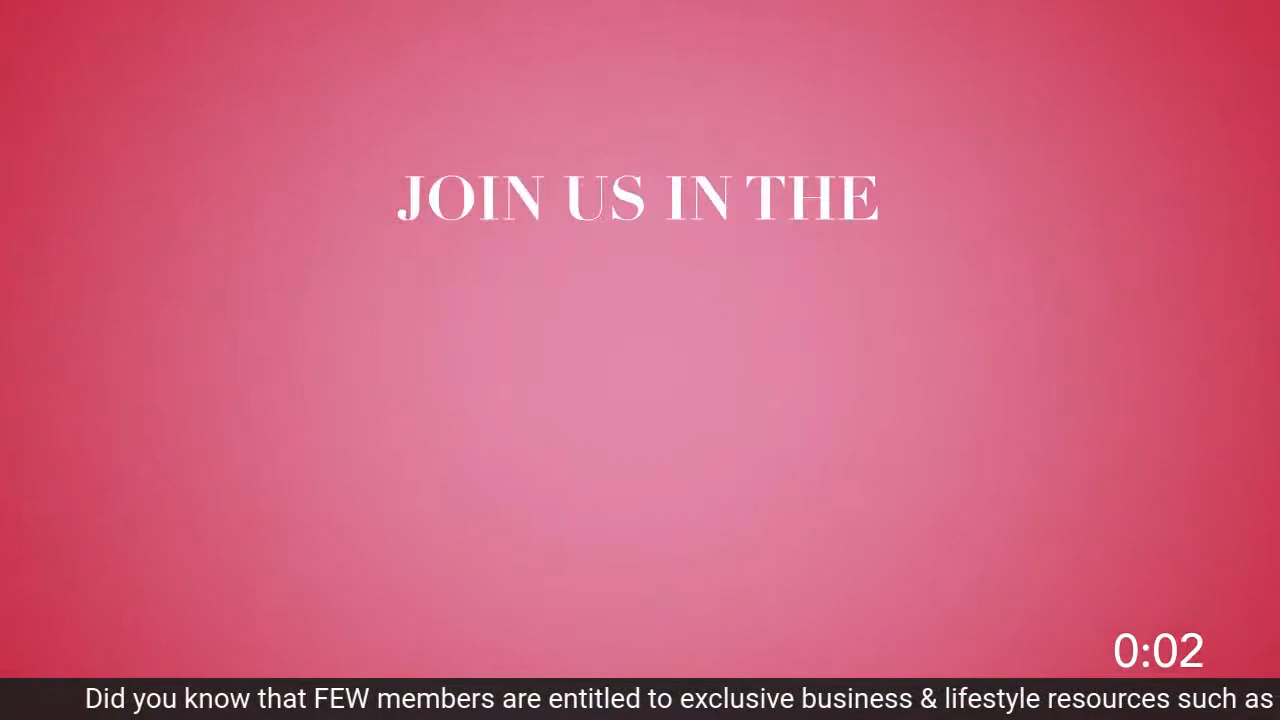 JOIN US IN THE
0:02
Did you know that FEW members are entitled to exclusive business & lifestyle resources such as